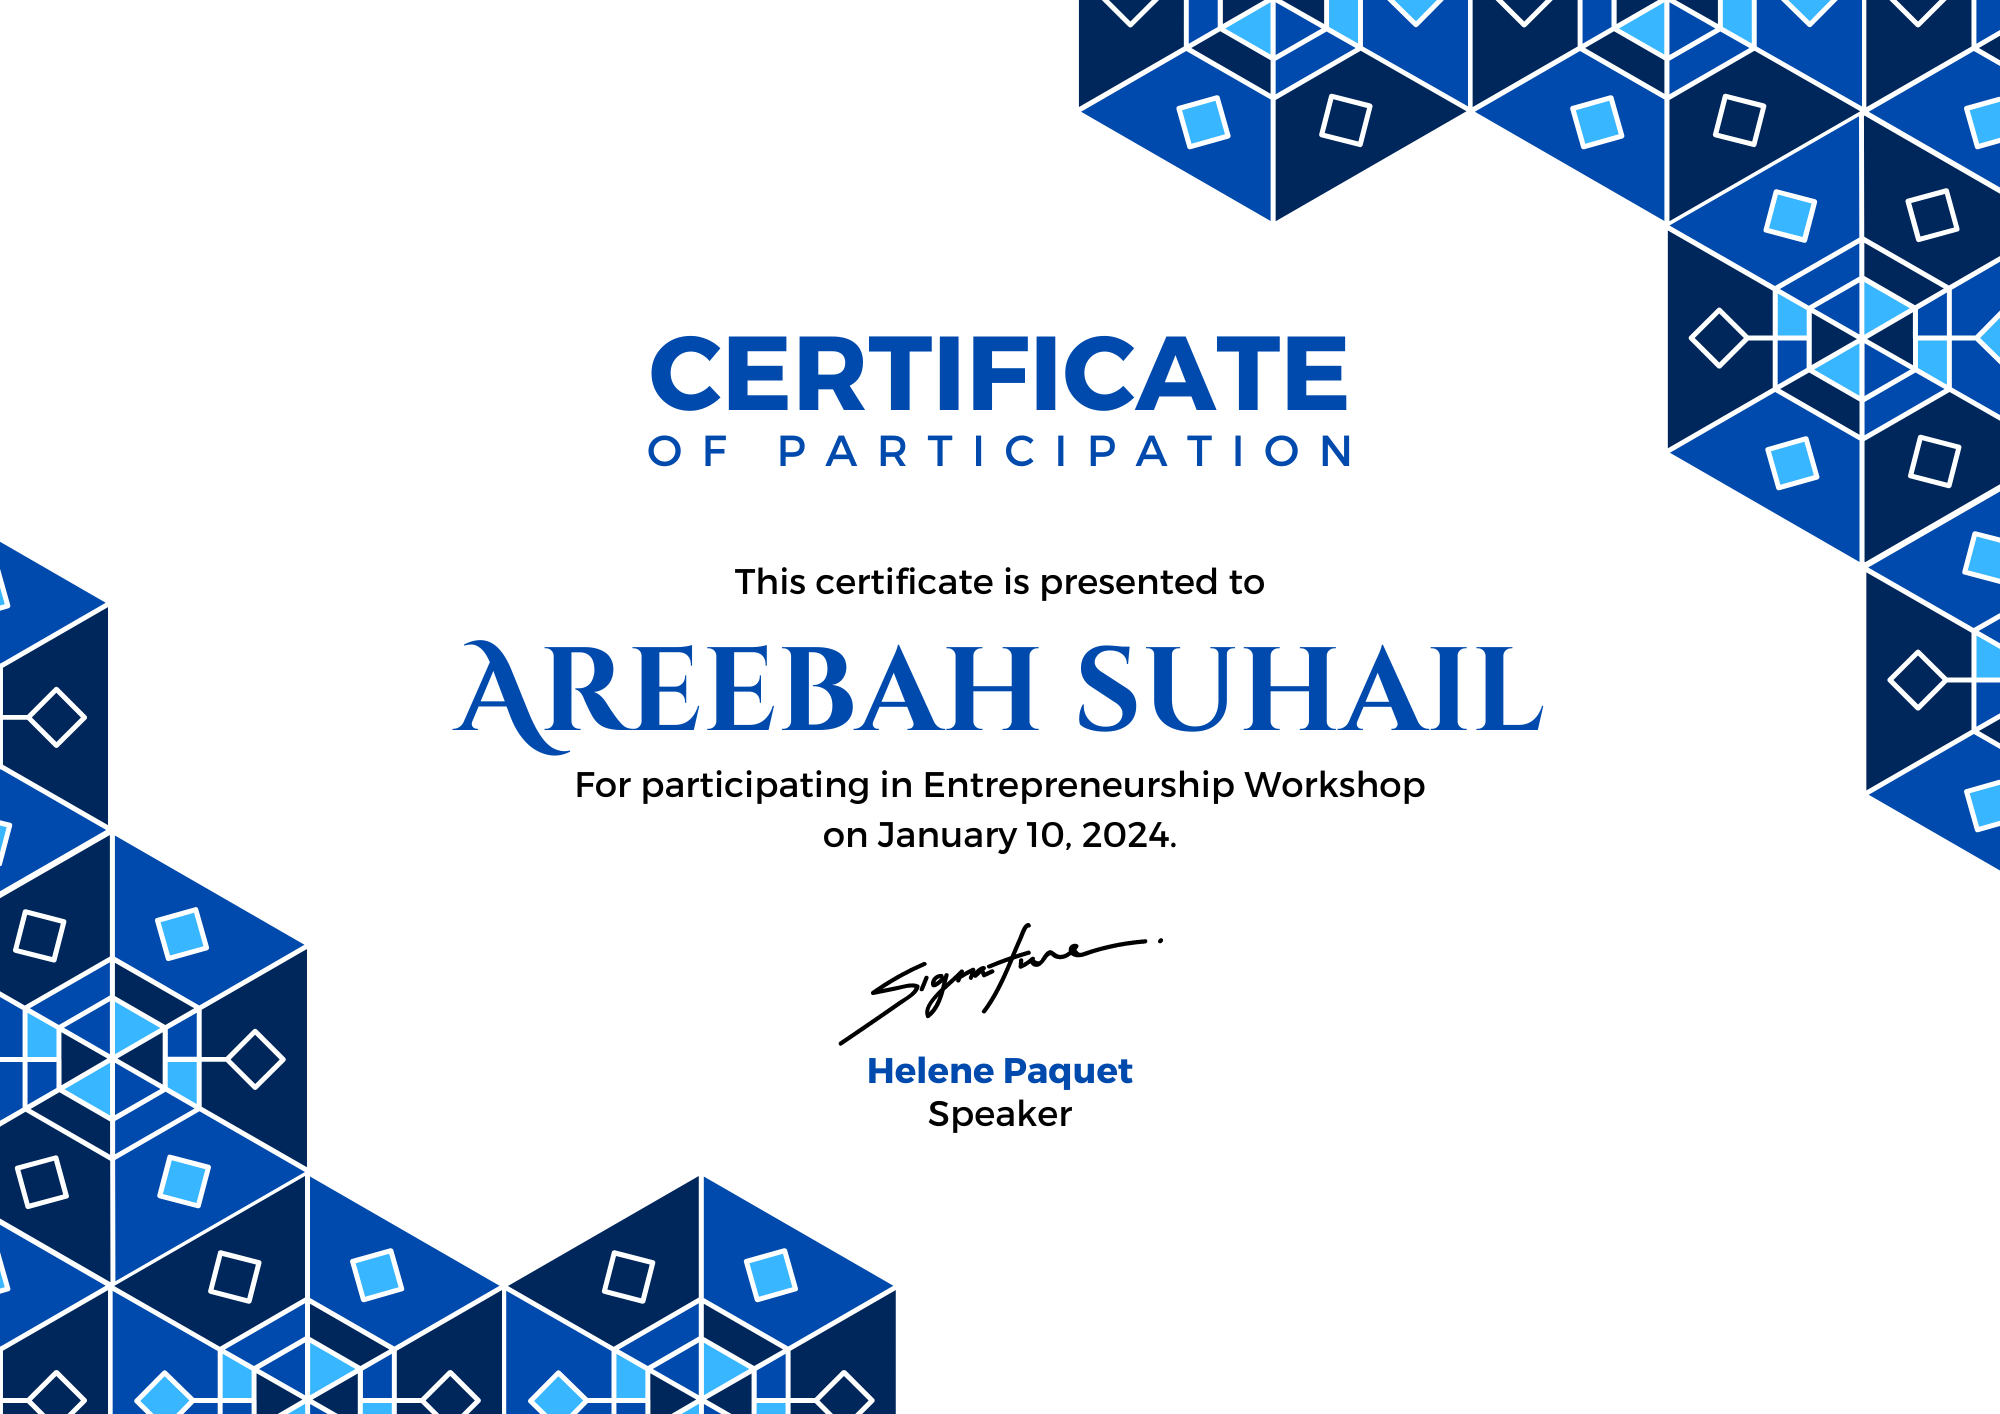 CERTIFICATE
OF PARTICIPATION
This certificate is presented to
AREEBAH SUHAIL
For participating in Entrepreneurship Workshop
on January 10, 2024.
Signature
Helene Paquet
Speaker